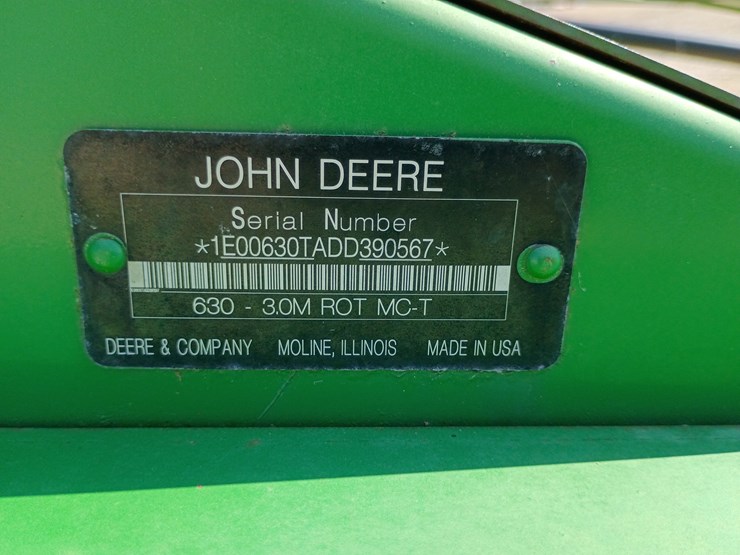 JOHN DEERE
Serial Number
*1E00630TADD390567*
630 - 3.0M ROT MC-T
DEERE & COMPANY MOLINE, ILLINOIS MADE IN USA